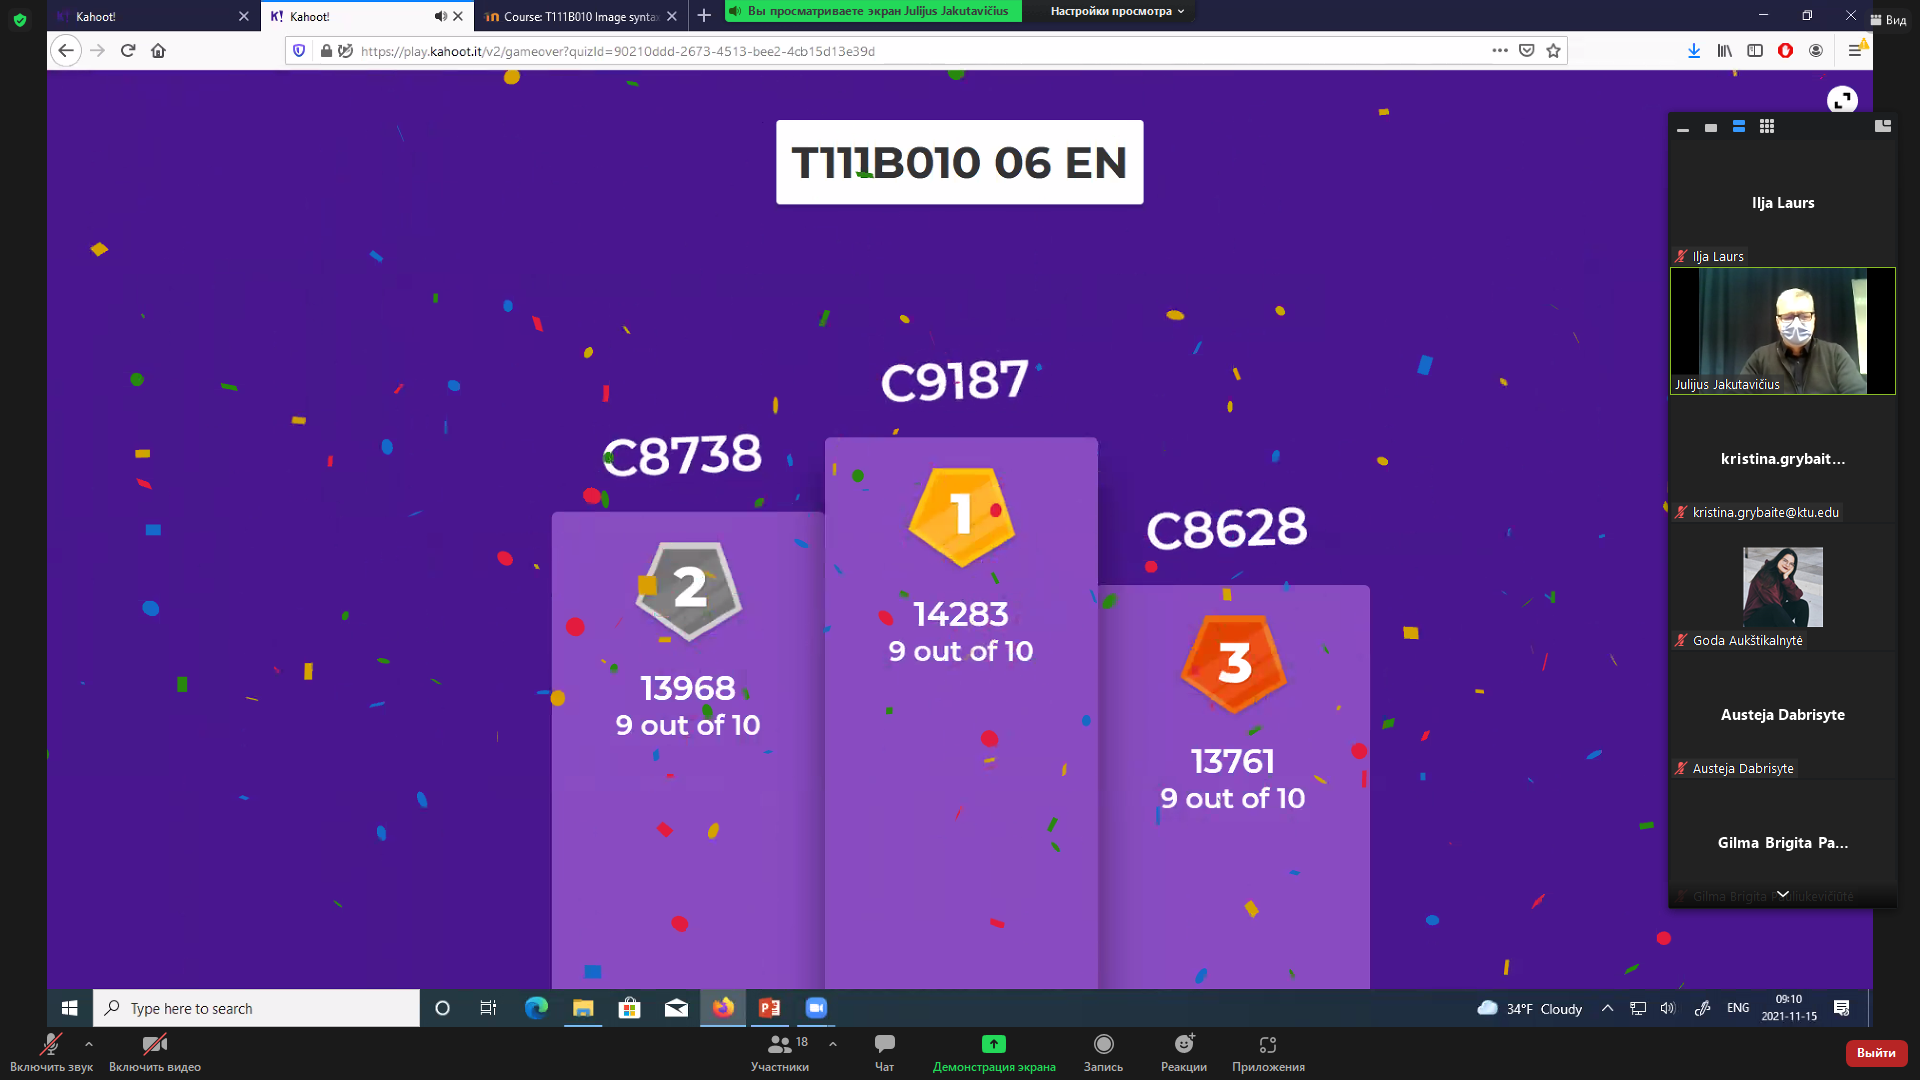 Kahoot!
Kahoot!
Course: T111B010 Image synta
Вы просматриваете экран Julijus Jakutavičius
Настройки просмотра
Вид
https://play.kahoot.it/v2/gameover?quizId=90210ddd-2673-4513-bee2-4cb15d13e39d
T111B010 06 EN
C9187
C8738
C8628
1
14283
9 out of 10
2
13968
9 out of 10
3
13761
9 out of 10
Ilja Laurs
Ilja Laurs
Julijus Jakutavičius
kristina.grybait...
kristina.grybaite@ktu.edu
Goda Aukštikalnytė
Austeja Dabrisyte
Austeja Dabrisyte
Gilma Brigita Pa...
Gilma Brigita Pauliukevičiūtė
Type here to search
34°F Cloudy
ENG
09:10
2021-11-15
Включить звук
Включить видео
18
Участники
Чат
Демонстрация экрана
Запись
Реакции
Приложения
Выйти